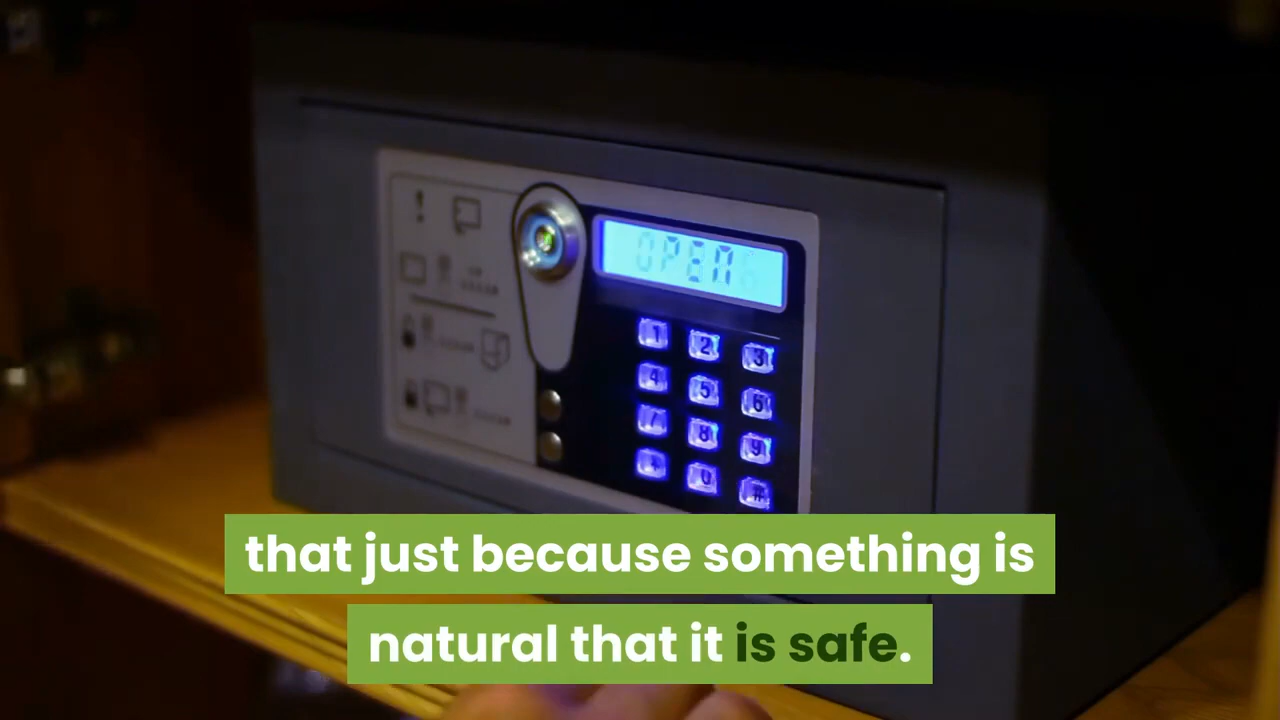 OPEN
1 2 3
4 5 6
7 8 9
* 0 #
that just because something is
natural that it is safe.